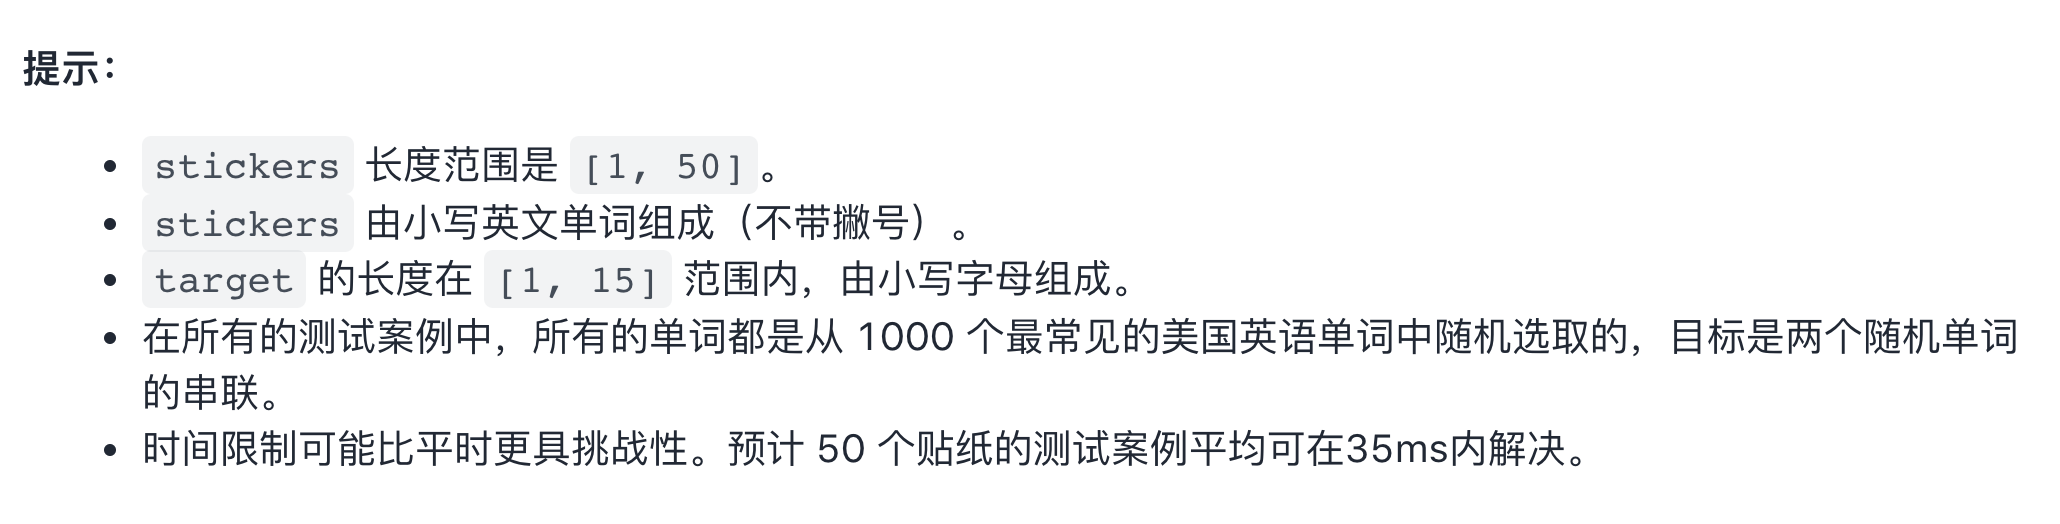 提示：
stickers 长度范围是 [1, 50]。
stickers 由小写英文单词组成（不带撇号）。
target 的长度在 [1, 15] 范围内，由小写字母组成。
在所有的测试案例中，所有的单词都是从 1000 个最常见的美国英语单词中随机选取的，目标是两个随机单词
的串联。
时间限制可能比平时更具挑战性。预计 50 个贴纸的测试案例平均可在35ms内解决。